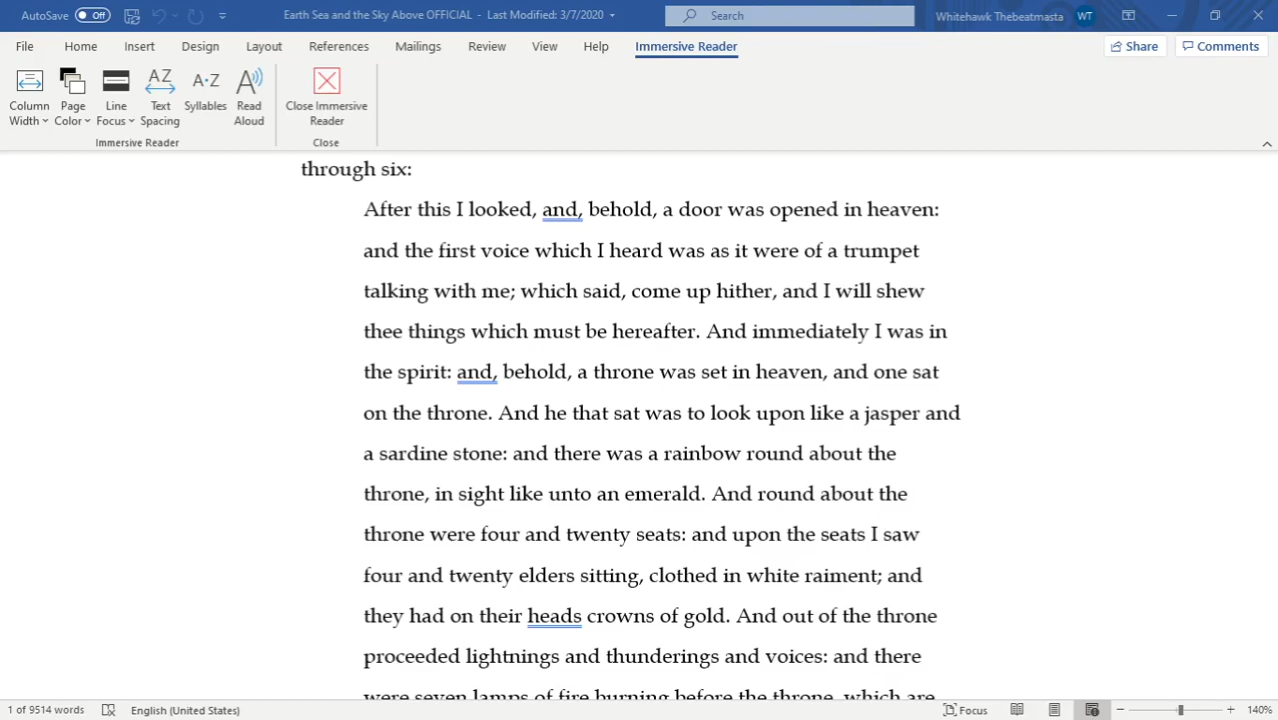 AutoSave Off Earth Sea and the Sky Above OFFICIAL - Last Modified: 3/7/2020 Search Whitehawk Thebeatmasta WT
File Home Insert Design Layout References Mailings Review View Help Immersive Reader Share Comments
Column Width
Page Color
Line Focus
Text Spacing
Syllables
Read Aloud
Close Immersive Reader
Immersive Reader Close
through six:
After this I looked, and, behold, a door was opened in heaven:
and the first voice which I heard was as it were of a trumpet
talking with me; which said, come up hither, and I will shew
thee things which must be hereafter. And immediately I was in
the spirit: and, behold, a throne was set in heaven, and one sat
on the throne. And he that sat was to look upon like a jasper and
a sardine stone: and there was a rainbow round about the
throne, in sight like unto an emerald. And round about the
throne were four and twenty seats: and upon the seats I saw
four and twenty elders sitting, clothed in white raiment; and
they had on their heads crowns of gold. And out of the throne
proceeded lightnings and thunderings and voices: and there
were seven lamps of fire burning before the throne, which are
1 of 9514 words English (United States) Focus 140%